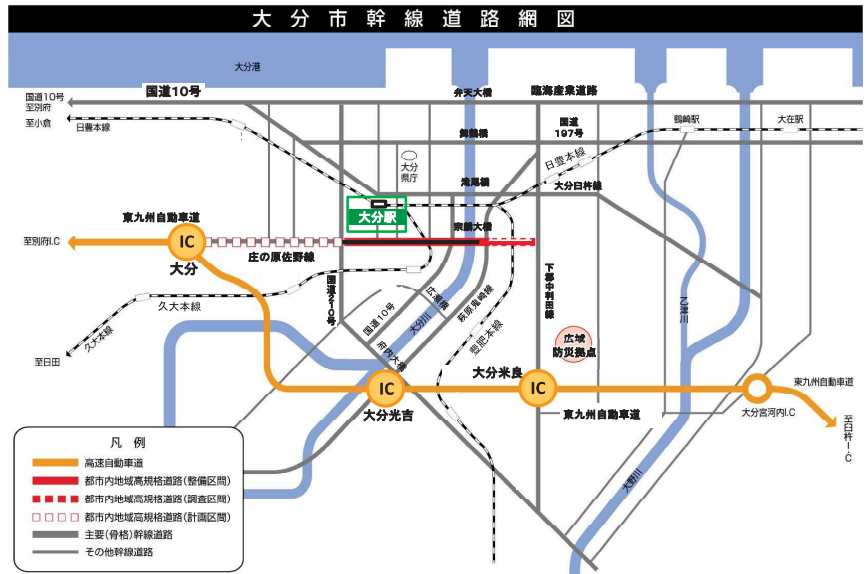 大分市幹線道路網図
大分港
国道10号
至別府
国道10号
弁天大橋
臨海産業道路
至小倉
日豊本線
舞鶴橋
国道
197号
鶴崎駅
大在駅
大分
県庁
日豊本線
滝尾橋
大分臼杵線
大分駅
東九州自動車道
宗麟大橋
至別府I.C
IC
大分
庄の原佐野線
国道210号
下郡中判田線
久大本線
久大本線
至日田
国道10号
広瀬橋
大分川
萩原鬼崎線
府内大橋
豊肥本線
乙津川
広域
防災拠点
大分米良
IC
IC
大分光吉
東九州自動車道
大分宮河内I.C
東九州自動車道
至臼杵I・C
大野川
凡例
高速自動車道
都市内地域高規格道路(整備区間)
都市内地域高規格道路(調査区間)
都市内地域高規格道路(計画区間)
主要(骨格)幹線道路
その他幹線道路